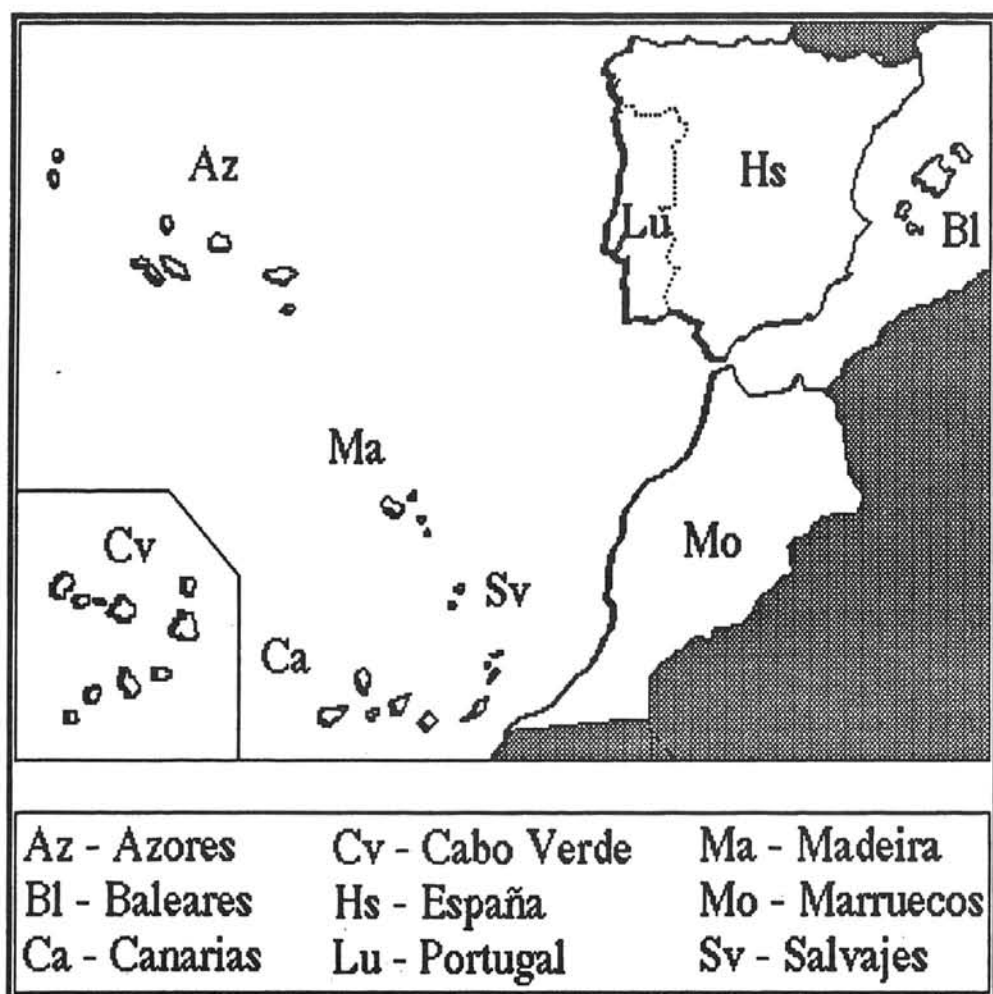 Az
Hs
Lu
Bl
Ma
Mo
Cv
Sv
Ca
Az - Azores
Bl - Baleares
Ca - Canarias
Cv - Cabo Verde
Hs - España
Lu - Portugal
Ma - Madeira
Mo - Marruecos
Sv - Salvajes